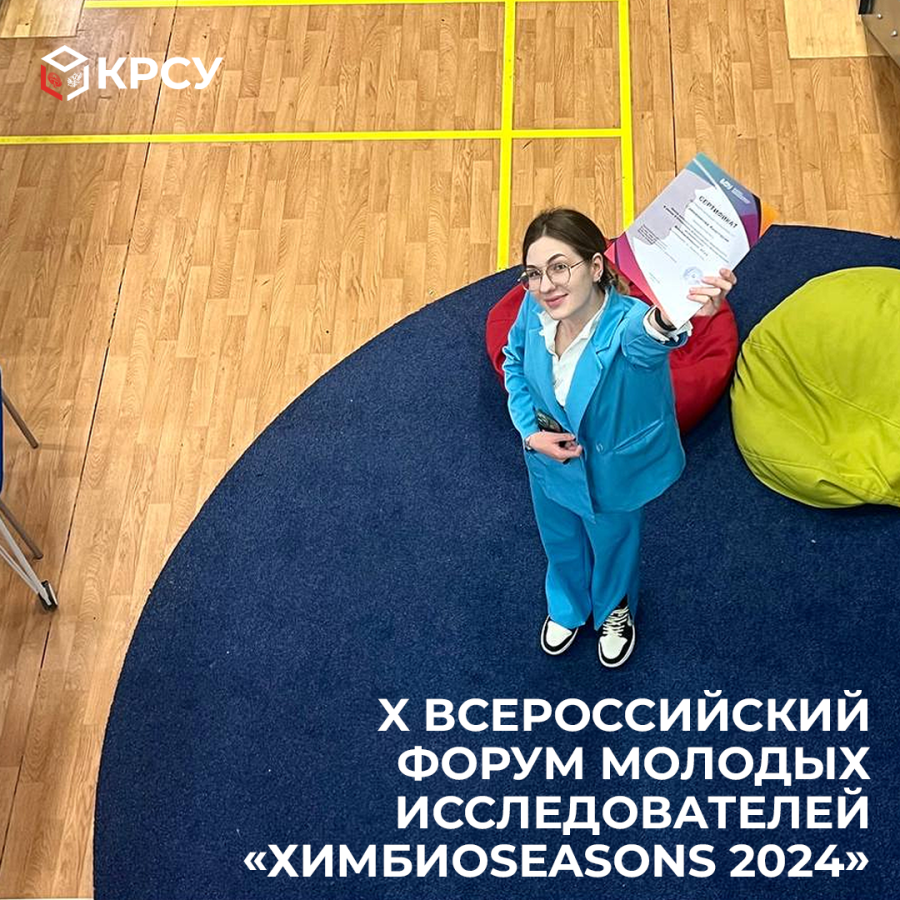 КРСУ
СЕРТИФИКАТ
X ВСЕРОССИЙСКИЙ
ФОРУМ МОЛОДЫХ
ИССЛЕДОВАТЕЛЕЙ
«ХИМБИОSEASONS 2024»